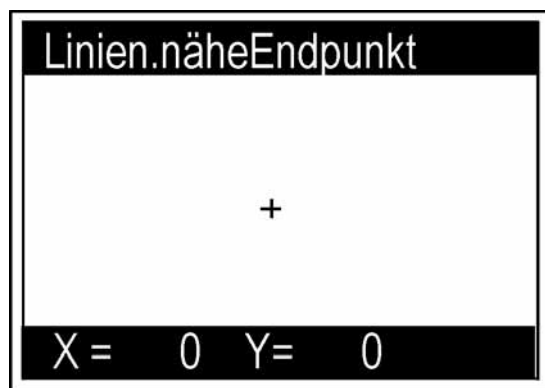 Linien.näheEndpunkt
+
X = 0 Y= 0